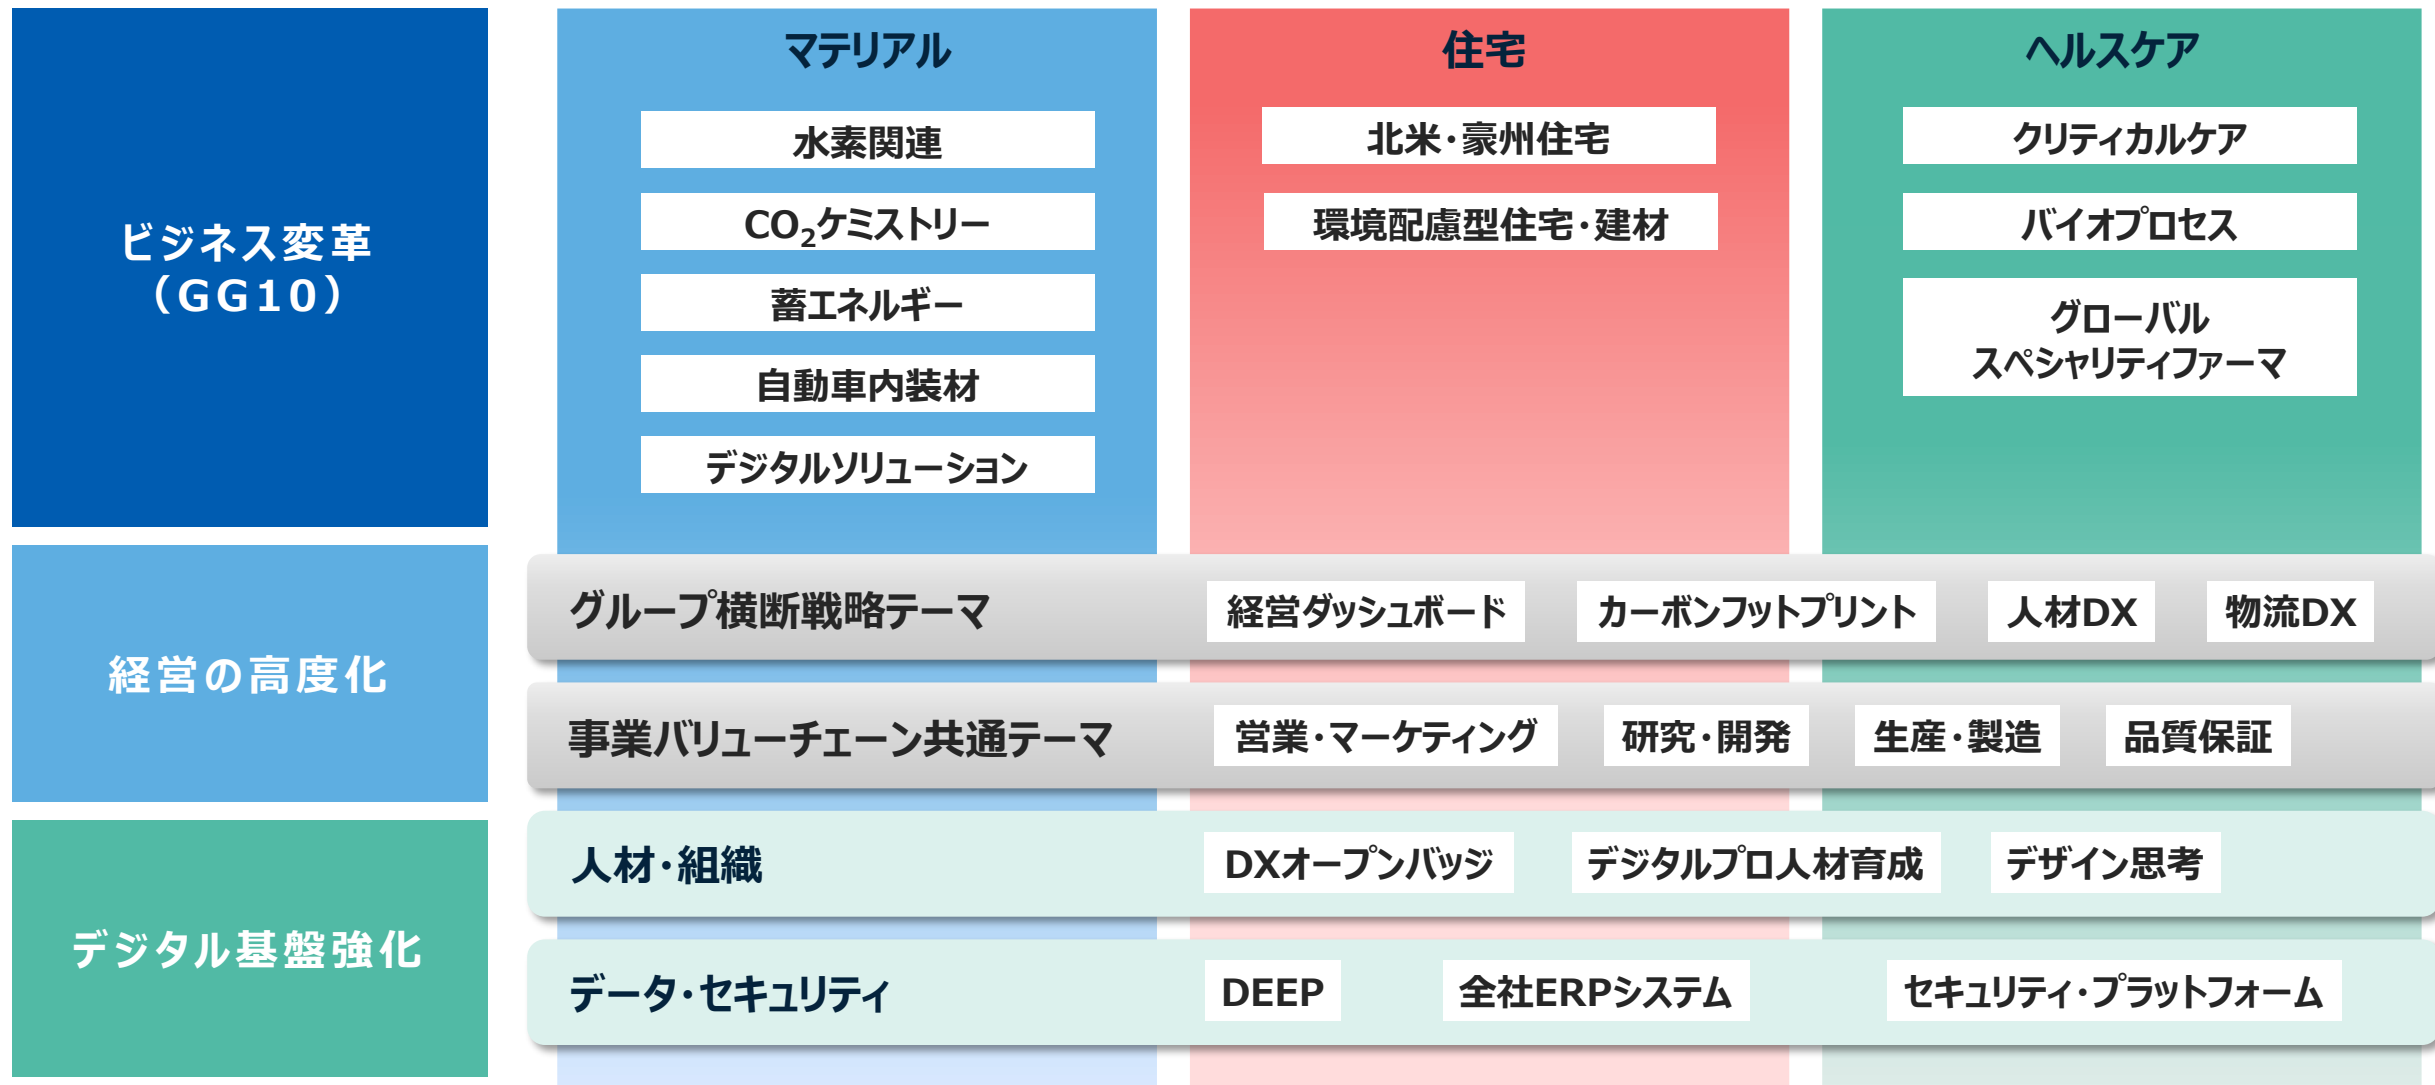 ビジネス変革
（GG10）
マテリアル
水素関連
CO₂ケミストリー
蓄エネルギー
自動車内装材
デジタルソリューション
住宅
北米・豪州住宅
環境配慮型住宅・建材
ヘルスケア
クリティカルケア
バイオプロセス
グローバル
スペシャリティファーマ
経営の高度化
グループ横断戦略テーマ
経営ダッシュボード
カーボンフットプリント
人材DX
物流DX
事業バリューチェーン共通テーマ
営業・マーケティング
研究・開発
生産・製造
品質保証
デジタル基盤強化
人材・組織
DXオープンバッジ
デジタルプロ人材育成
デザイン思考
データ・セキュリティ
DEEP
全社ERPシステム
セキュリティ・プラットフォーム